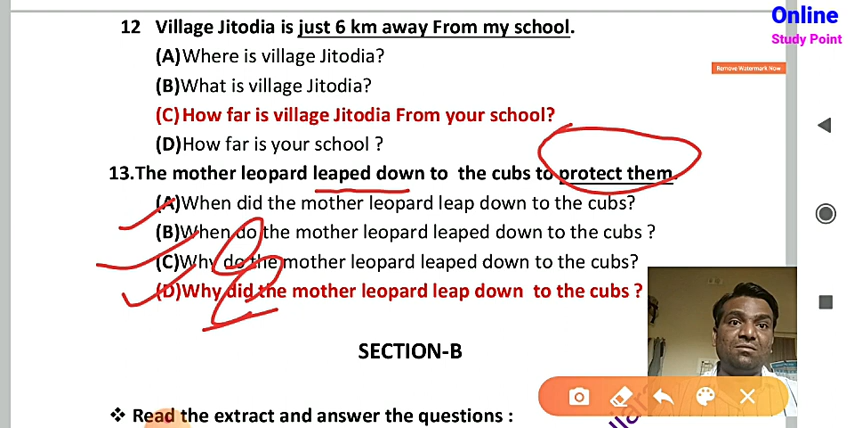 Online
Study Point
Remove Watermark Now
12 Village Jitodia is just 6 km away From my school.
(A)Where is village Jitodia?
(B)What is village Jitodia?
(C)How far is village Jitodia From your school?
(D)How far is your school ?
13.The mother leopard leaped down to the cubs to protect them.
(A)When did the mother leopard leap down to the cubs?
(B)When do the mother leopard leaped down to the cubs ?
(C)Why do the mother leopard leaped down to the cubs?
(D)Why did the mother leopard leap down to the cubs ?
SECTION-B
❖ Read the extract and answer the questions :